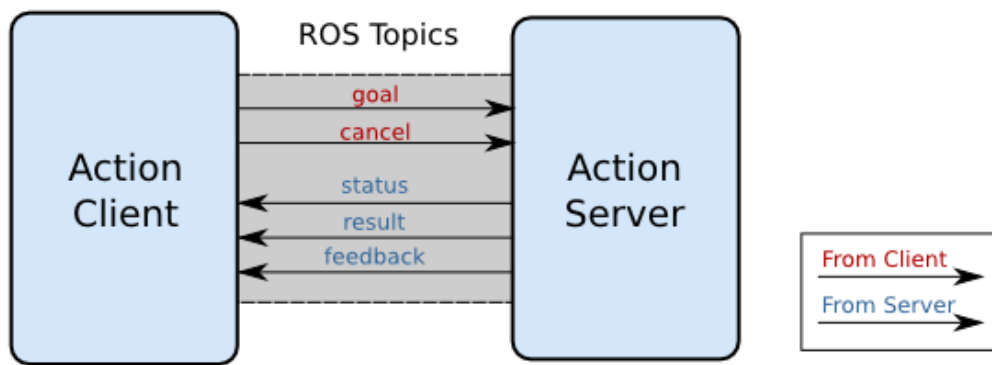 ROS Topics
Action
Client
goal
cancel
status
result
feedback
Action
Server
From Client
From Server